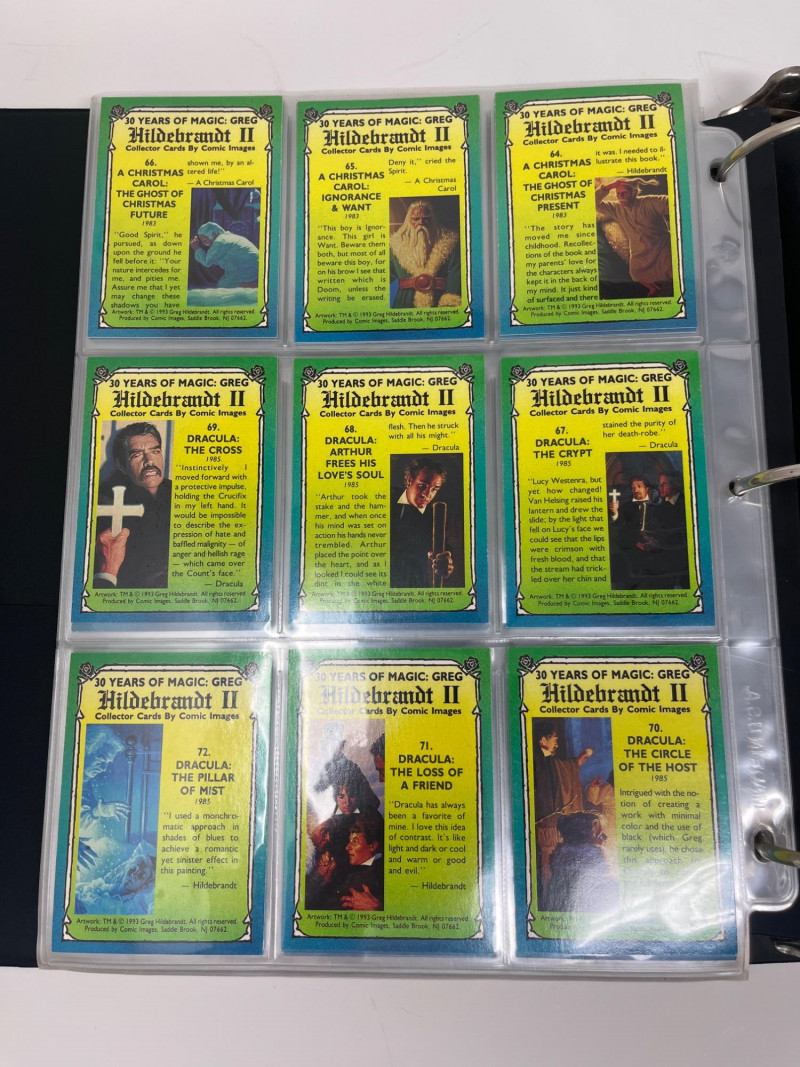 30 YEARS OF MAGIC: GREG
Hildebrandt II
Collector Cards By Comic Images
66.
A CHRISTMAS
CAROL:
THE GHOST OF
CHRISTMAS
FUTURE
1983
"Good Spirit," he
pursued, as down
upon the ground he
fell before it: "Your
nature intercedes for
me, and pities me.
Assure me that I yet
may change these
shadows you have
shown me, by an al-
tered life!"
— A Christmas Carol
Artwork: TM & © 1993 Greg Hildebrandt. All rights reserved.
Produced by Comic Images, Saddle Brook, NJ 07662.
30 YEARS OF MAGIC: GREG
Hildebrandt II
Collector Cards By Comic Images
65.
A CHRISTMAS
CAROL:
IGNORANCE
& WANT
1983
"This boy is Ignor-
ance. This girl is
Want. Beware them
both, but most of all
beware this boy, for
on his brow I see that
written which is
Doom, unless the
writing be erased.
Deny it," cried the
Spirit.
— A Christmas
Carol
Artwork: TM & © 1993 Greg Hildebrandt. All rights reserved.
Produced by Comic Images, Saddle Brook, NJ 07662.
30 YEARS OF MAGIC: GREG
Hildebrandt II
Collector Cards By Comic Images
64.
A CHRISTMAS
CAROL:
THE GHOST OF
CHRISTMAS
PRESENT
1983
"The story has
moved me since
childhood. Recollec-
tions of the book and
my parents' love for
the characters always
kept it in the back of
my mind. It just kind
of surfaced and there
it was. I needed to il-
lustrate this book."
— Hildebrandt
Artwork: TM & © 1993 Greg Hildebrandt. All rights reserved.
Produced by Comic Images, Saddle Brook, NJ 07662.
30 YEARS OF MAGIC: GREG
Hildebrandt II
Collector Cards By Comic Images
69.
DRACULA:
THE CROSS
1985
"Instinctively I
moved forward with
a protective impulse,
holding the Crucifix
in my left hand. It
would be impossible
to describe the ex-
pression of hate and
baffled malignity — of
anger and hellish rage
— which came over
the Count's face."
— Dracula
Artwork: TM & © 1993 Greg Hildebrandt. All rights reserved.
Produced by Comic Images, Saddle Brook, NJ 07662.
30 YEARS OF MAGIC: GREG
Hildebrandt II
Collector Cards By Comic Images
68.
DRACULA:
ARTHUR
FREES HIS
LOVE'S SOUL
1985
"Arthur took the
stake and the ham-
mer, and when once
his mind was set on
action his hands never
trembled. Arthur
placed the point over
the heart, and as I
looked I could see its
dint in the white
flesh. Then he struck
with all his might."
— Dracula
Artwork: TM & © 1993 Greg Hildebrandt. All rights reserved.
Produced by Comic Images, Saddle Brook, NJ 07662.
30 YEARS OF MAGIC: GREG
Hildebrandt II
Collector Cards By Comic Images
67.
DRACULA:
THE CRYPT
1985
"Lucy Westenra, but
yet how changed!
Van Helsing raised his
lantern and drew the
slide; by the light that
fell on Lucy's face we
could see that the lips
were crimson with
fresh blood, and that
the stream had trick-
led over her chin and
stained the purity of
her death-robe."
— Dracula
Artwork: TM & © 1993 Greg Hildebrandt. All rights reserved.
Produced by Comic Images, Saddle Brook, NJ 07662.
30 YEARS OF MAGIC: GREG
Hildebrandt II
Collector Cards By Comic Images
72.
DRACULA:
THE PILLAR
OF MIST
1985
"I used a monchro-
matic approach in
shades of blues to
achieve a romantic
yet sinister effect in
this painting."
— Hildebrandt
Artwork: TM & © 1993 Greg Hildebrandt. All rights reserved.
Produced by Comic Images, Saddle Brook, NJ 07662.
30 YEARS OF MAGIC: GREG
Hildebrandt II
Collector Cards By Comic Images
71.
DRACULA:
THE LOSS OF
A FRIEND
"Dracula has always
been a favorite of
mine. I love this idea
of contrast. It's like
light and dark or cool
and warm or good
and evil."
— Hildebrandt
Artwork: TM & © 1993 Greg Hildebrandt. All rights reserved.
Produced by Comic Images, Saddle Brook, NJ 07662.
30 YEARS OF MAGIC: GREG
Hildebrandt II
Collector Cards By Comic Images
70.
DRACULA:
THE CIRCLE
OF THE HOST
1985
Intrigued with the no-
tion of creating a
work with minimal
color and the use of
black (which Greg
rarely uses), he chose
this approach
Artwork: